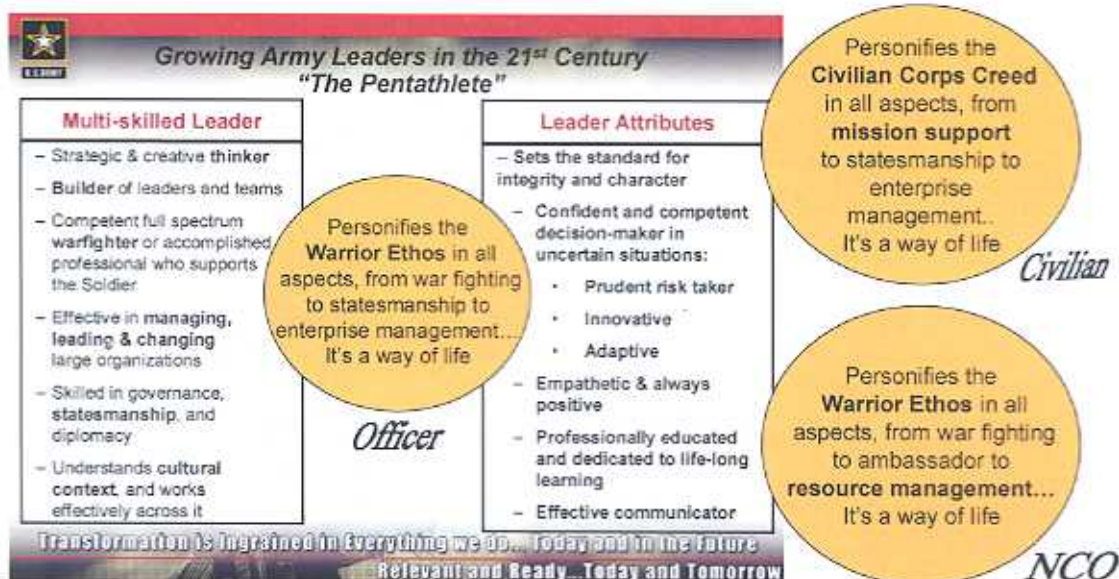 U.S. ARMY
Growing Army Leaders in the 21st Century
"The Pentathlete"
Multi-skilled Leader
– Strategic & creative thinker
– Builder of leaders and teams
– Competent full spectrum
warfighter or accomplished
professional who supports
the Soldier
– Effective in managing,
leading & changing
large organizations
– Skilled in governance,
statesmanship, and
diplomacy
– Understands cultural
context, and works
effectively across it
Personifies the
Warrior Ethos in all
aspects, from war fighting
to statesmanship to
enterprise management....
It's a way of life
Officer
Leader Attributes
– Sets the standard for
integrity and character
– Confident and competent
decision-maker in
uncertain situations:
• Prudent risk taker
• Innovative
• Adaptive
– Empathetic & always
positive
– Professionally educated
and dedicated to life-long
learning
– Effective communicator
Personifies the
Civilian Corps Creed
in all aspects, from
mission support
to statesmanship to
enterprise
management..
It's a way of life
Civilian
Personifies the
Warrior Ethos in all
aspects, from war fighting
to ambassador to
resource management...
It's a way of life
NCO
Transformation is Ingrained in Everything we do... Today and in the Future
Relevant and Ready...Today and Tomorrow